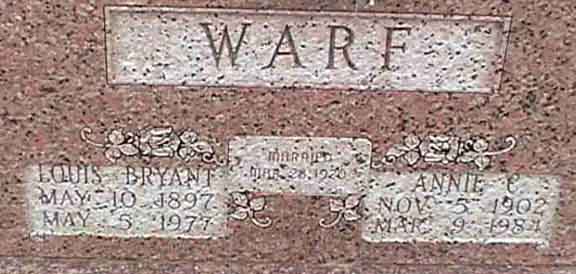 WARF
LOUIS BRYANT
MAY 10 1897
MAY 5 1977
MARRIED
MAR. 28, 1920
ANNIE C
NOV 5 1902
MAR 9 1984